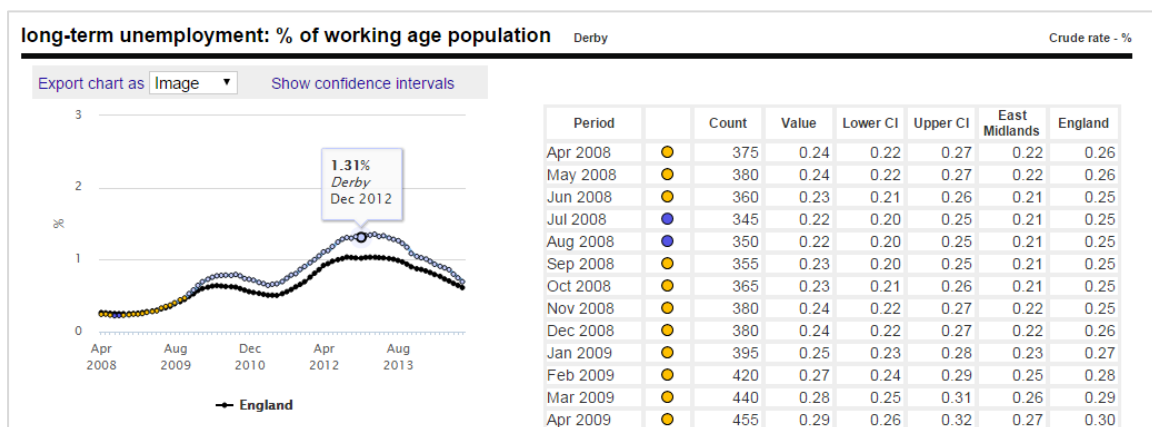 long-term unemployment: % of working age population Derby Crude rate - %
Export chart as Image Show confidence intervals
3
2
1
0
%
1.31%
Derby
Dec 2012
Apr 2008
Aug 2009
Dec 2010
Apr 2012
Aug 2013
England
Period Count Value Lower CI Upper CI East Midlands England
Apr 2008 375 0.24 0.22 0.27 0.22 0.26
May 2008 380 0.24 0.22 0.27 0.22 0.26
Jun 2008 360 0.23 0.21 0.26 0.21 0.25
Jul 2008 345 0.22 0.20 0.25 0.21 0.25
Aug 2008 350 0.22 0.20 0.25 0.21 0.25
Sep 2008 355 0.23 0.20 0.25 0.21 0.25
Oct 2008 365 0.23 0.21 0.26 0.21 0.25
Nov 2008 380 0.24 0.22 0.27 0.22 0.25
Dec 2008 380 0.24 0.22 0.27 0.22 0.26
Jan 2009 395 0.25 0.23 0.28 0.23 0.27
Feb 2009 420 0.27 0.24 0.29 0.25 0.28
Mar 2009 440 0.28 0.25 0.31 0.26 0.29
Apr 2009 455 0.29 0.26 0.32 0.27 0.30